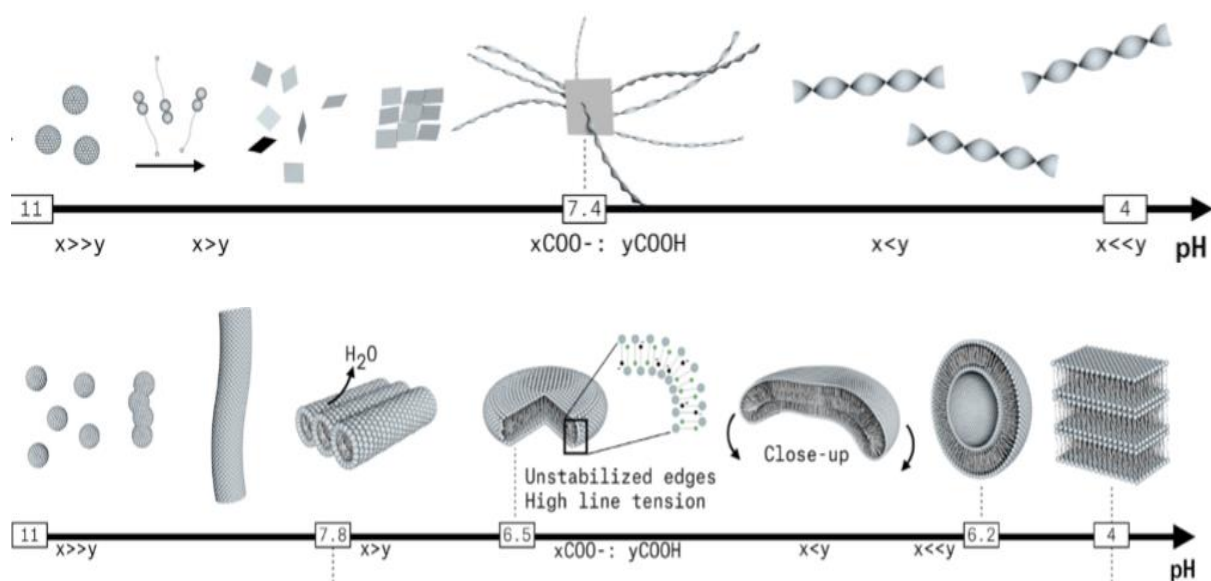 11
7.4
4
x>>y
x>y
xCOO-: yCOOH
x<y
x<<y
pH
H2O
Unstabilized edges
High line tension
Close-up
11
7.8
6.5
6.2
4
x>>y
x>y
xCOO-: yCOOH
x<y
x<<y
pH